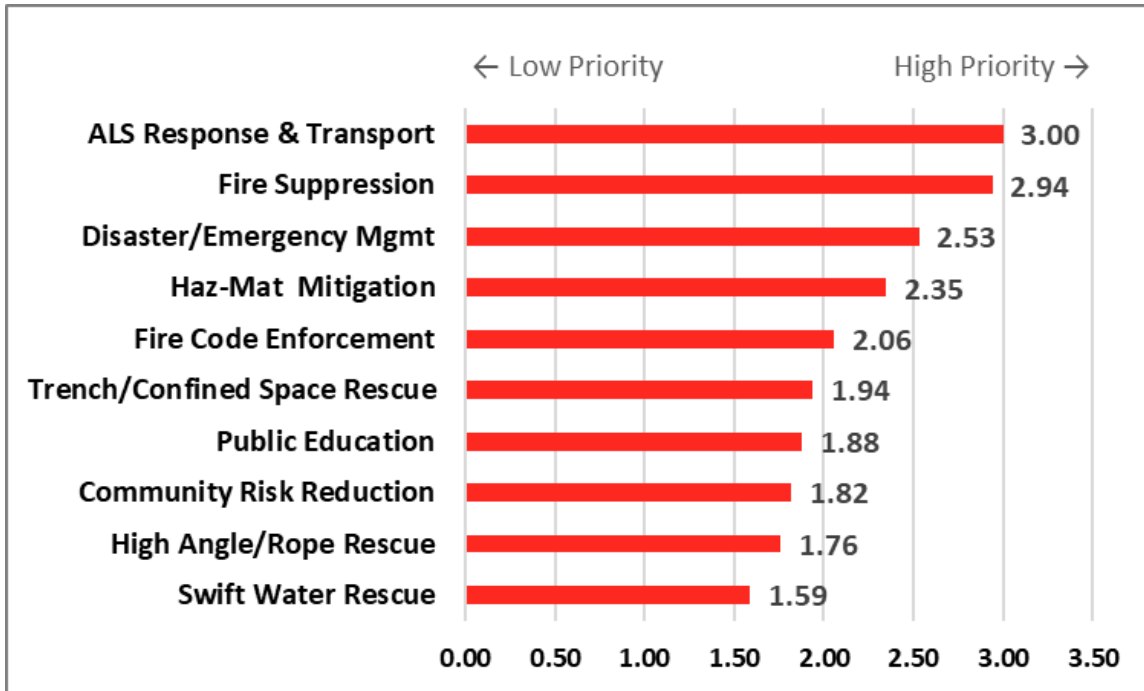 ← Low Priority High Priority →
ALS Response & Transport 3.00
Fire Suppression 2.94
Disaster/Emergency Mgmt 2.53
Haz-Mat Mitigation 2.35
Fire Code Enforcement 2.06
Trench/Confined Space Rescue 1.94
Public Education 1.88
Community Risk Reduction 1.82
High Angle/Rope Rescue 1.76
Swift Water Rescue 1.59
0.00 0.50 1.00 1.50 2.00 2.50 3.00 3.50